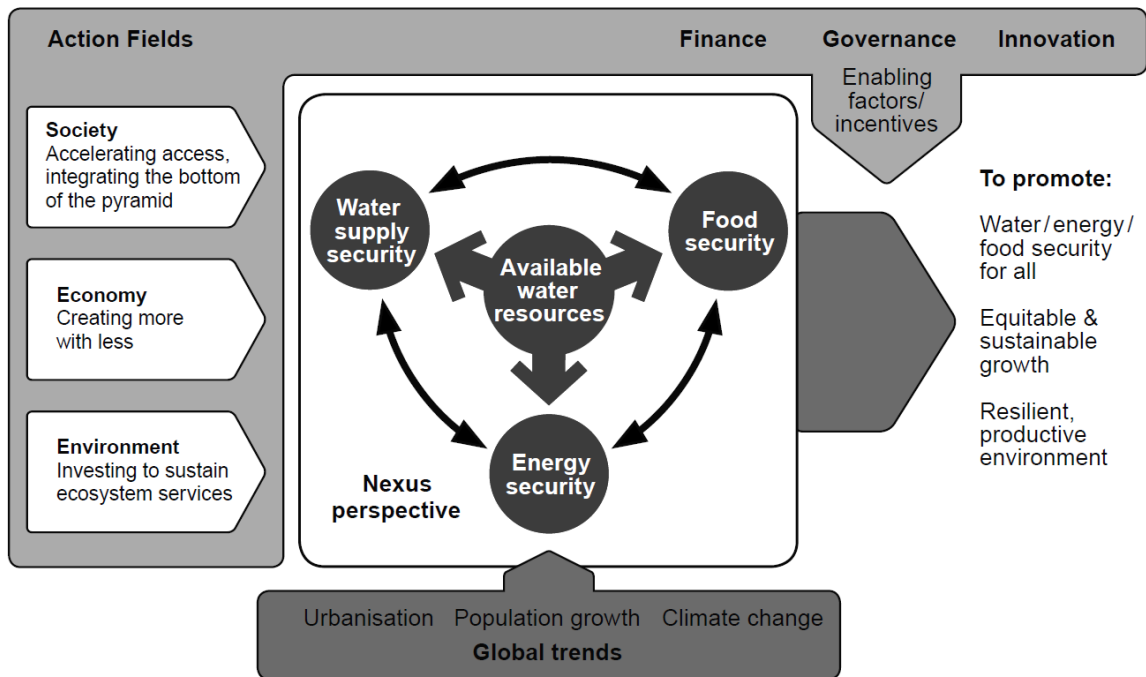 Action Fields
Finance
Governance
Innovation
Enabling
factors/
incentives
Society
Accelerating access,
integrating the bottom
of the pyramid
Economy
Creating more
with less
Environment
Investing to sustain
ecosystem services
Water
supply
security
Food
security
Available
water
resources
Energy
security
Nexus
perspective
To promote:
Water/energy/
food security
for all
Equitable &
sustainable
growth
Resilient,
productive
environment
Urbanisation
Population growth
Climate change
Global trends